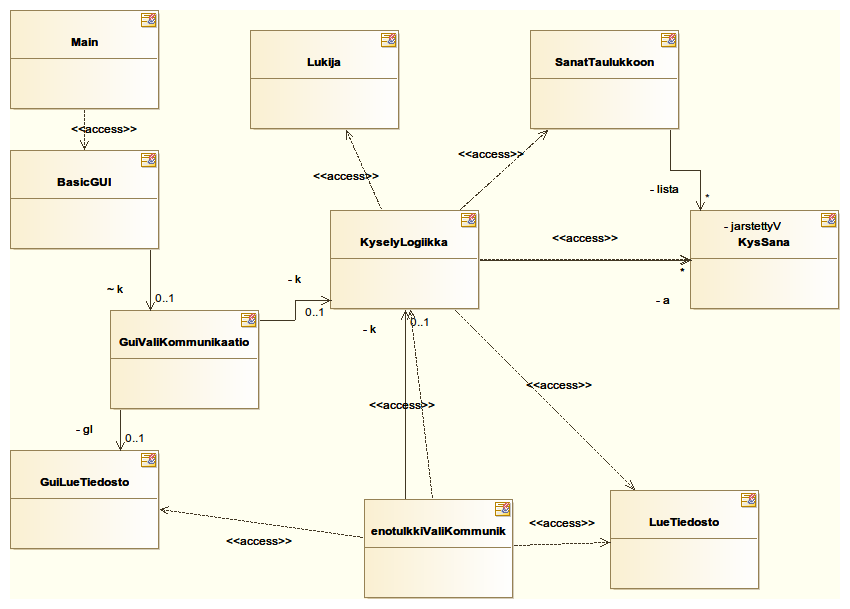 Main
Lukija
SanatTaulukkoon
<<access>>
<<access>>
<<access>>
BasicGUI
- lista
*
KyselyLogiikka
<<access>>
- jarstettyV
KysSana
*
~ k
0..1
- k
0..1
- a
GuiValiKommunikaatio
- k
0..1
<<access>>
<<access>>
- gl
0..1
GuiLueTiedosto
enotulkkiValiKommunik
<<access>>
LueTiedosto
<<access>>